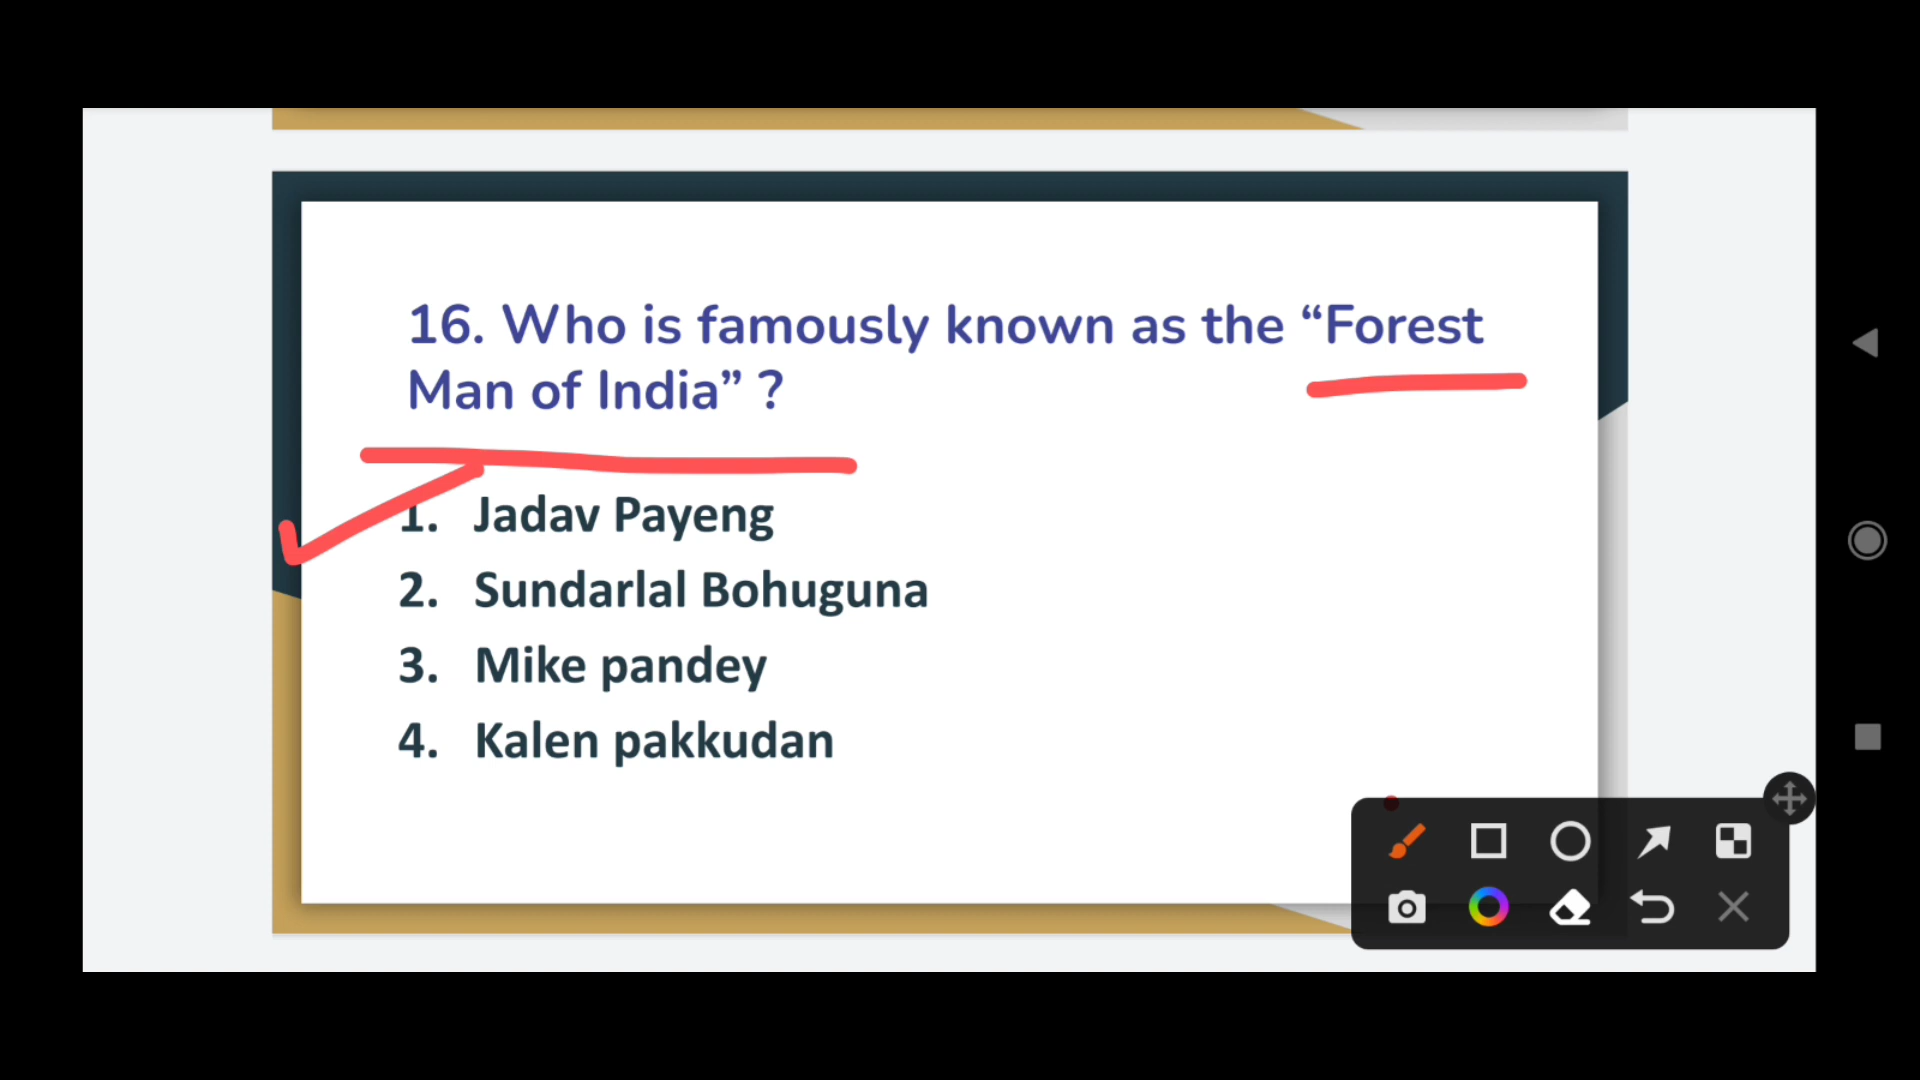 16. Who is famously known as the “Forest
Man of India” ?
1. Jadav Payeng
2. Sundarlal Bohuguna
3. Mike pandey
4. Kalen pakkudan